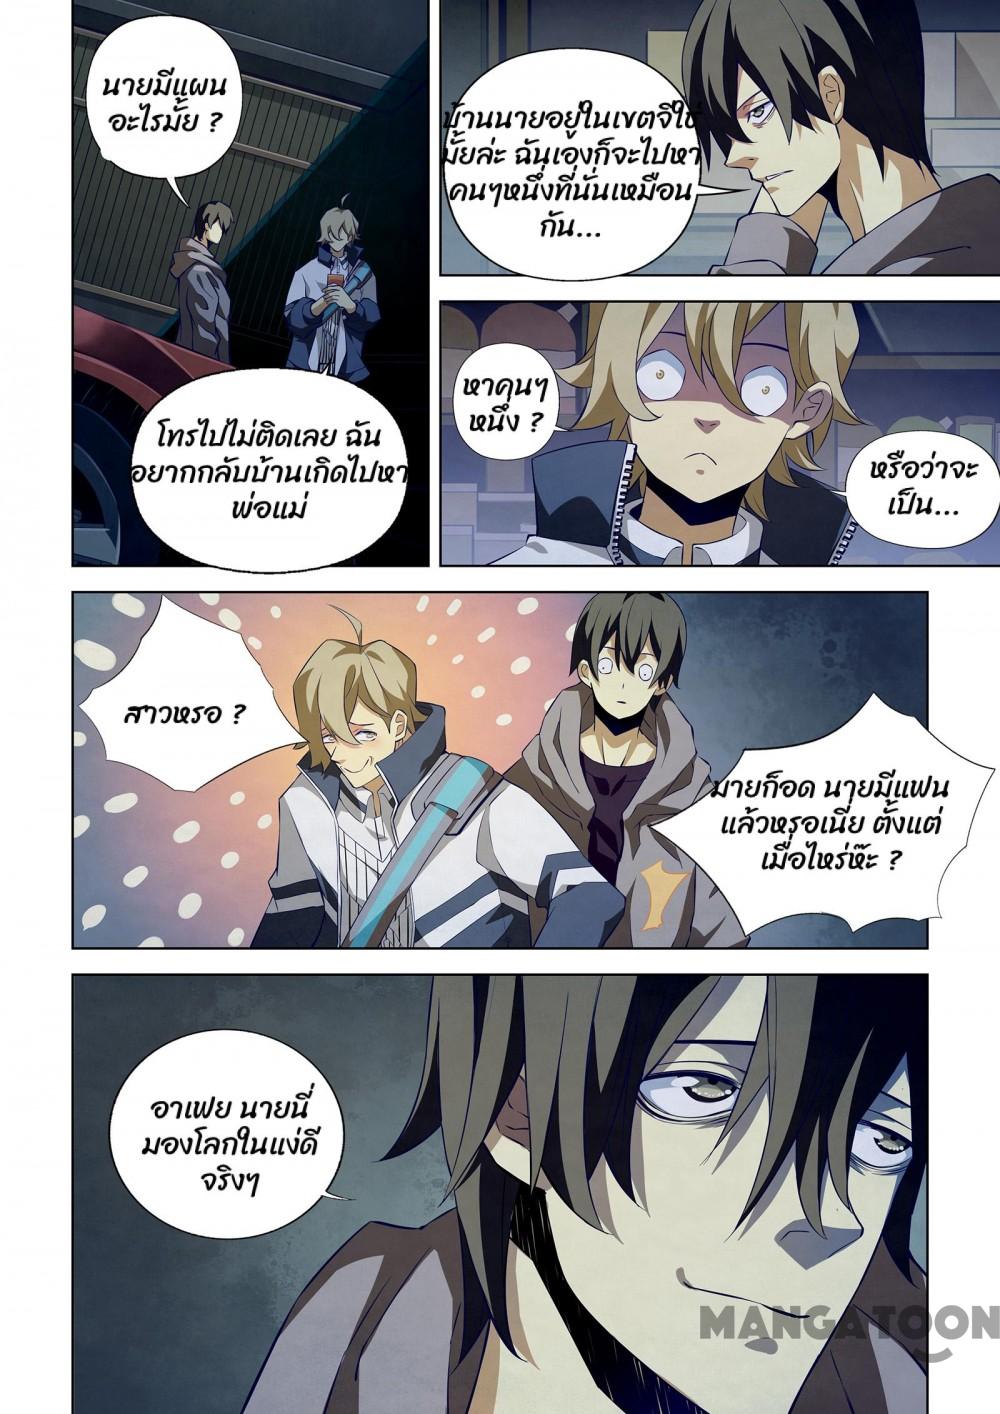 นายมีแผน
อะไรมั้ย ?
โทรไปไม่ติดเลย ฉัน
อยากกลับบ้านเกิดไปหา
พ่อแม่
บ้านนายอยู่ในเขตจีใช่
มั้ยล่ะ ฉันเองก็จะไปหา
คนๆหนึ่งที่นั่นเหมือน
กัน...
หาคนๆ
หนึ่ง ?
หรือว่าจะ
เป็น...
สาวหรอ ?
มายก็อด นายมีแฟน
แล้วหรอเนี่ย ตั้งแต่
เมื่อไหร่ห๊ะ ?
อาเฟย นายนี่
มองโลกในแง่ดี
จริงๆ
MANGATOON